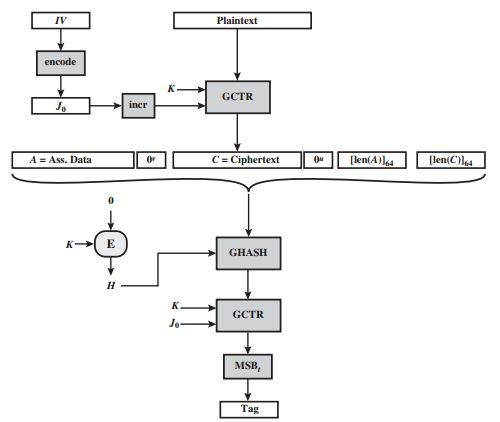 IV
Plaintext
encode
K
GCTR
J₀
incr
A = Ass. Data
0ᵛ
C = Ciphertext
0ᵘ
[len(A)]₆₄
[len(C)]₆₄
0
K
E
GHASH
H
K
GCTR
J₀
MSBₜ
Tag